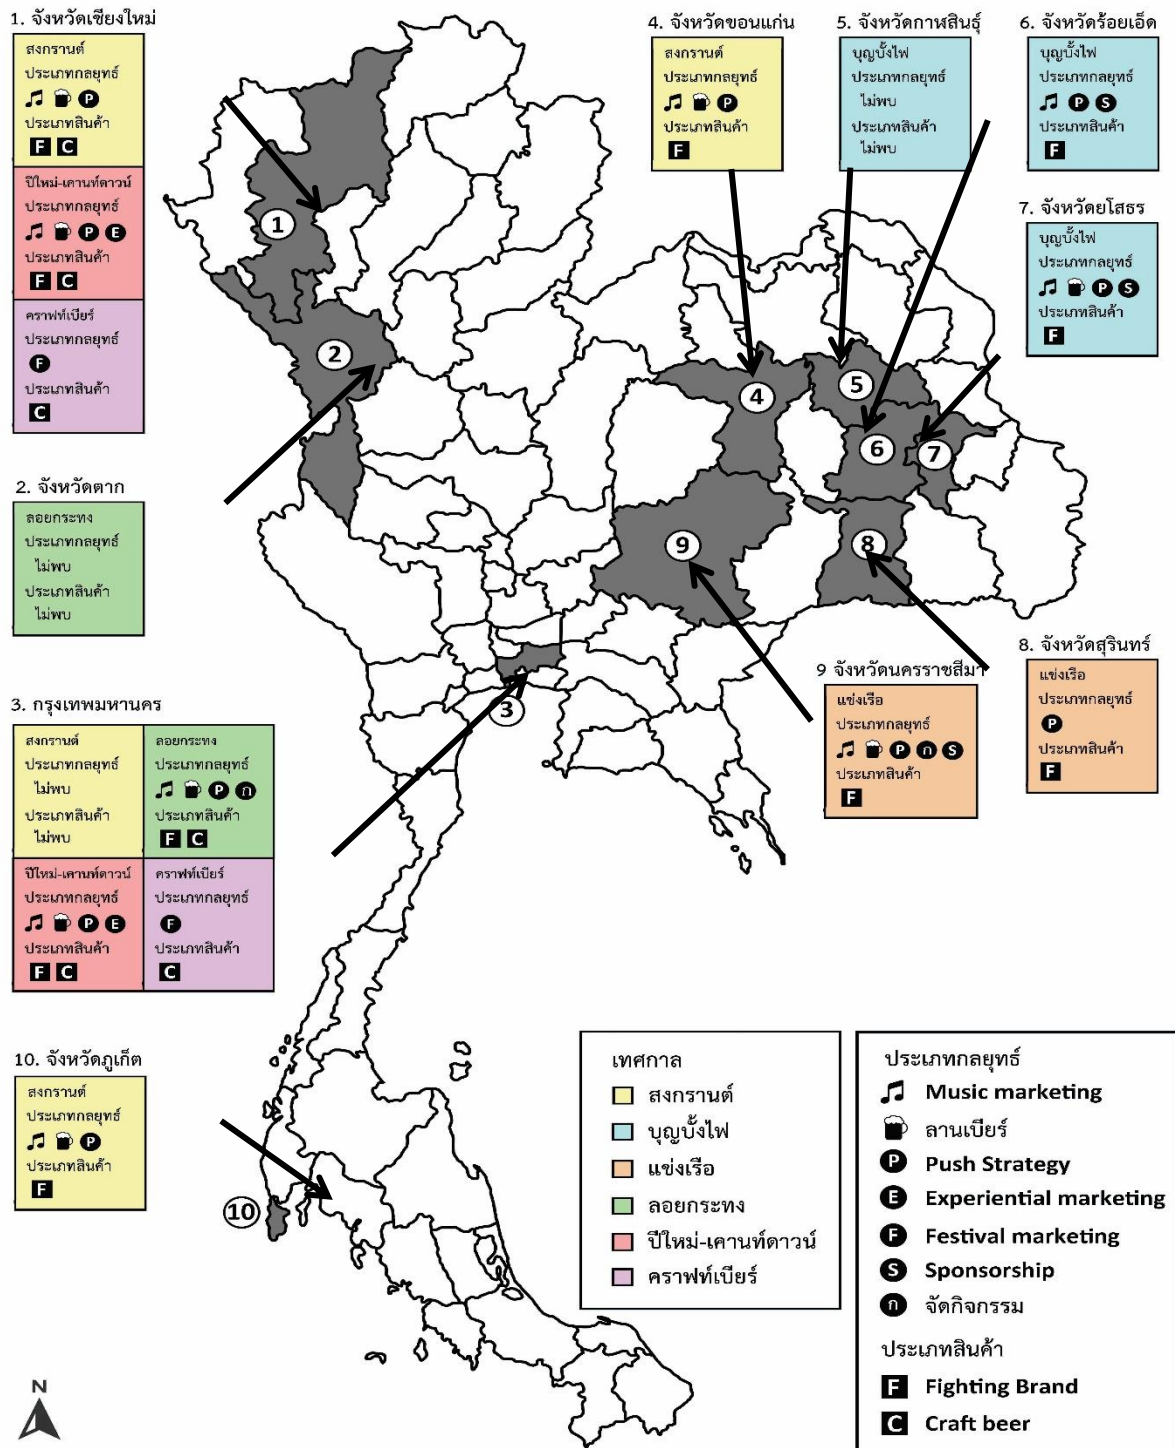 1. จังหวัดเชียงใหม่
สงกรานต์
ประเภทกลยุทธ์
P
ประเภทสินค้า
F C
ปีใหม่-เคานท์ดาวน์
ประเภทกลยุทธ์
P E
ประเภทสินค้า
F C
คราฟท์เบียร์
ประเภทกลยุทธ์
F
ประเภทสินค้า
C
2. จังหวัดตาก
ลอยกระทง
ประเภทกลยุทธ์
ไม่พบ
ประเภทสินค้า
ไม่พบ
3. กรุงเทพมหานคร
สงกรานต์
ประเภทกลยุทธ์
ไม่พบ
ประเภทสินค้า
ไม่พบ
ลอยกระทง
ประเภทกลยุทธ์
P ก
ประเภทสินค้า
F C
ปีใหม่-เคานท์ดาวน์
ประเภทกลยุทธ์
P E
ประเภทสินค้า
F C
คราฟท์เบียร์
ประเภทกลยุทธ์
F
ประเภทสินค้า
C
4. จังหวัดขอนแก่น
สงกรานต์
ประเภทกลยุทธ์
P
ประเภทสินค้า
F
5. จังหวัดกาฬสินธุ์
บุญบั้งไฟ
ประเภทกลยุทธ์
ไม่พบ
ประเภทสินค้า
ไม่พบ
6. จังหวัดร้อยเอ็ด
บุญบั้งไฟ
ประเภทกลยุทธ์
P S
ประเภทสินค้า
F
7. จังหวัดยโสธร
บุญบั้งไฟ
ประเภทกลยุทธ์
P S
ประเภทสินค้า
F
8. จังหวัดสุรินทร์
แข่งเรือ
ประเภทกลยุทธ์
P
ประเภทสินค้า
F
9 จังหวัดนครราชสีมา
แข่งเรือ
ประเภทกลยุทธ์
P ก S
ประเภทสินค้า
F
10. จังหวัดภูเก็ต
สงกรานต์
ประเภทกลยุทธ์
P
ประเภทสินค้า
F
1
2
3
4
5
6
7
8
9
10
เทศกาล
สงกรานต์
บุญบั้งไฟ
แข่งเรือ
ลอยกระทง
ปีใหม่-เคานท์ดาวน์
คราฟท์เบียร์
ประเภทกลยุทธ์
Music marketing
ลานเบียร์
P Push Strategy
E Experiential marketing
F Festival marketing
S Sponsorship
ก จัดกิจกรรม
ประเภทสินค้า
F Fighting Brand
C Craft beer
N